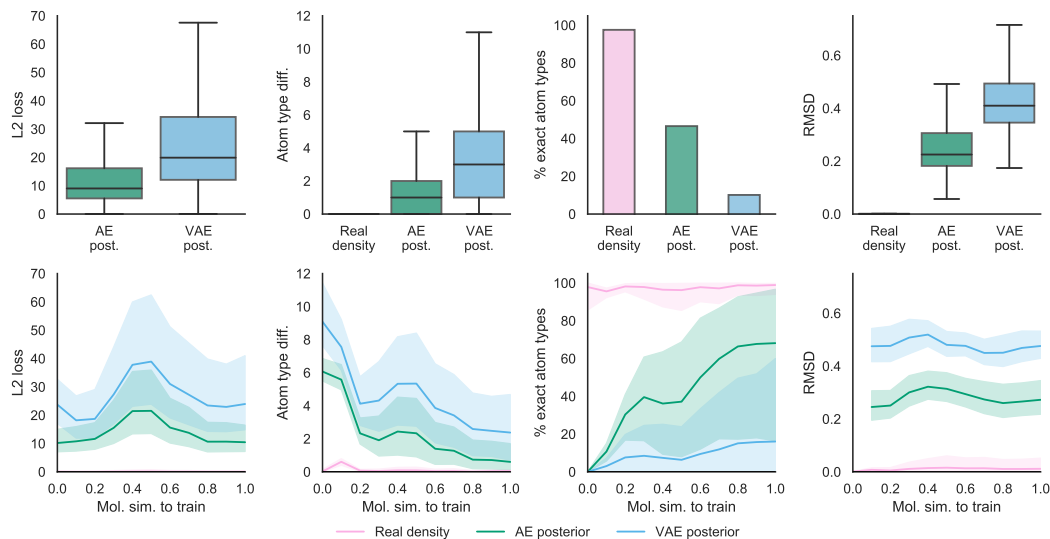 70
60
50
40
30
20
10
0
L2 loss
AE post.
VAE post.
12
10
8
6
4
2
0
Atom type diff.
Real density
AE post.
VAE post.
100
80
60
40
20
0
% exact atom types
Real density
AE post.
VAE post.
0.6
0.4
0.2
0.0
RMSD
Real density
AE post.
VAE post.
70
60
50
40
30
20
10
0
L2 loss
0.0 0.2 0.4 0.6 0.8 1.0
Mol. sim. to train
12
10
8
6
4
2
0
Atom type diff.
0.0 0.2 0.4 0.6 0.8 1.0
Mol. sim. to train
100
80
60
40
20
0
% exact atom types
0.0 0.2 0.4 0.6 0.8 1.0
Mol. sim. to train
0.6
0.4
0.2
0.0
RMSD
0.0 0.2 0.4 0.6 0.8 1.0
Mol. sim. to train
Real density AE posterior VAE posterior